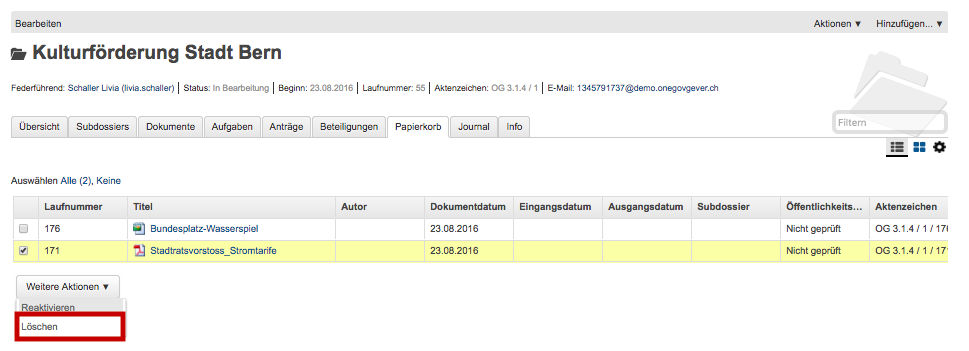 Bearbeiten Aktionen ▼ Hinzufügen... ▼
Kulturförderung Stadt Bern
Federführend: Schaller Livia (livia.schaller) Status: In Bearbeitung Beginn: 23.08.2016 Laufnummer: 55 Aktenzeichen: OG 3.1.4 / 1 E-Mail: 1345791737@demo.onegovgever.ch
Übersicht Subdossiers Dokumente Aufgaben Anträge Beteiligungen Papierkorb Journal Info
Filtern
Auswählen Alle (2), Keine
Laufnummer Titel Autor Dokumentdatum Eingangsdatum Ausgangsdatum Subdossier Öffentlichkeits... Aktenzeichen
176 Bundesplatz-Wasserspiel 23.08.2016 Nicht geprüft OG 3.1.4 / 1 / 176
171 Stadtratsvorstoss_Stromtarife 23.08.2016 Nicht geprüft OG 3.1.4 / 1 / 171
Weitere Aktionen ▼
Reaktivieren
Löschen